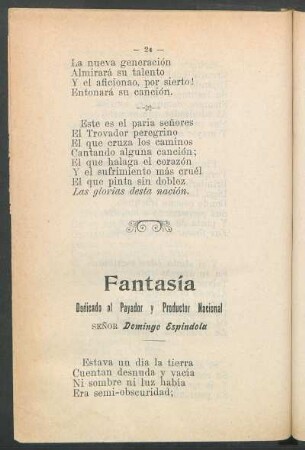 — 24 —
La nueva generación
Almirará su talento
Y el aficionao, por sierto!
Entonará su canción.
Este es el paria señores
El Trovador peregrino
El que cruza los caminos
Cantando alguna canción;
El que halaga el corazón
Y el sufrimiento más cruél
El que pinta sin doblez
Las glorias desta nación.
Fantasía
Dedicado al Payador y Productor Nacional
SEÑOR Domingo Espíndola
Estava un dia la tierra
Cuentan desnuda y vacía
Ni sombre ni luz había
Era semi-obscuridad;